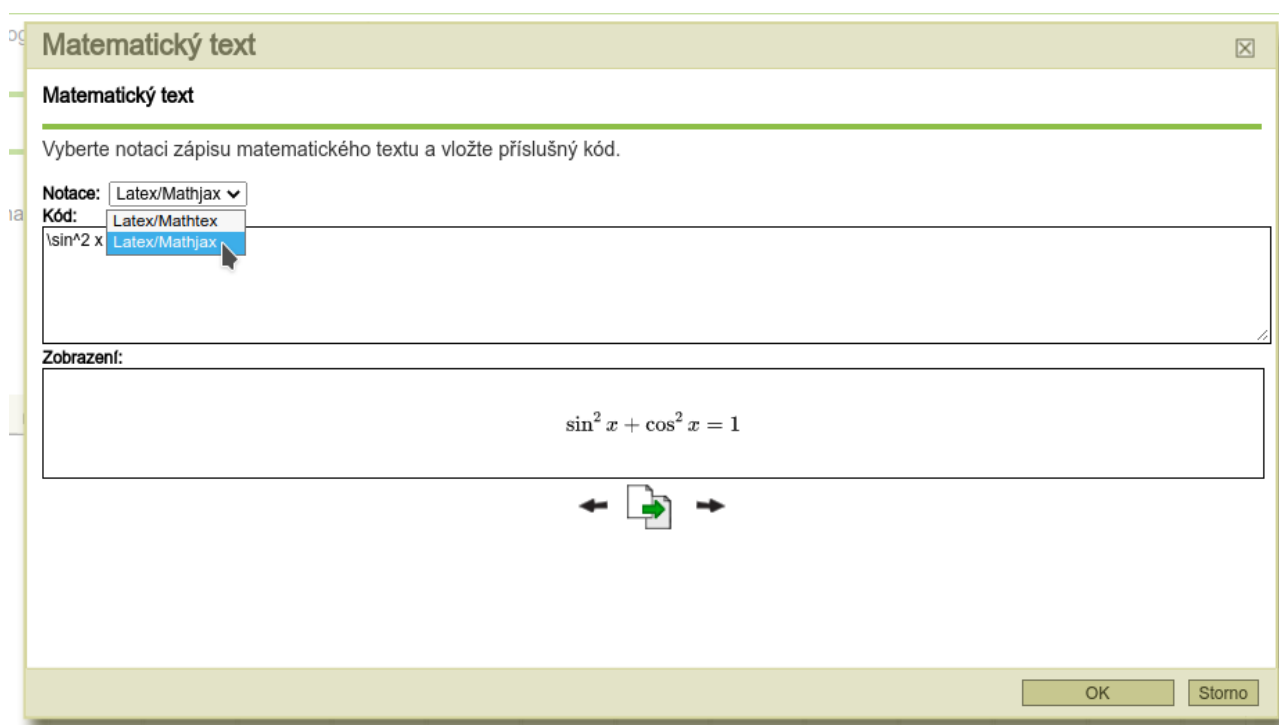 Matematický text
Matematický text
Vyberte notaci zápisu matematického textu a vložte příslušný kód.
Notace: Latex/Mathjax
Kód:
Latex/Mathtex
\sin^2 x
Latex/Mathjax
Zobrazení:
sin² x + cos² x = 1
OK Storno